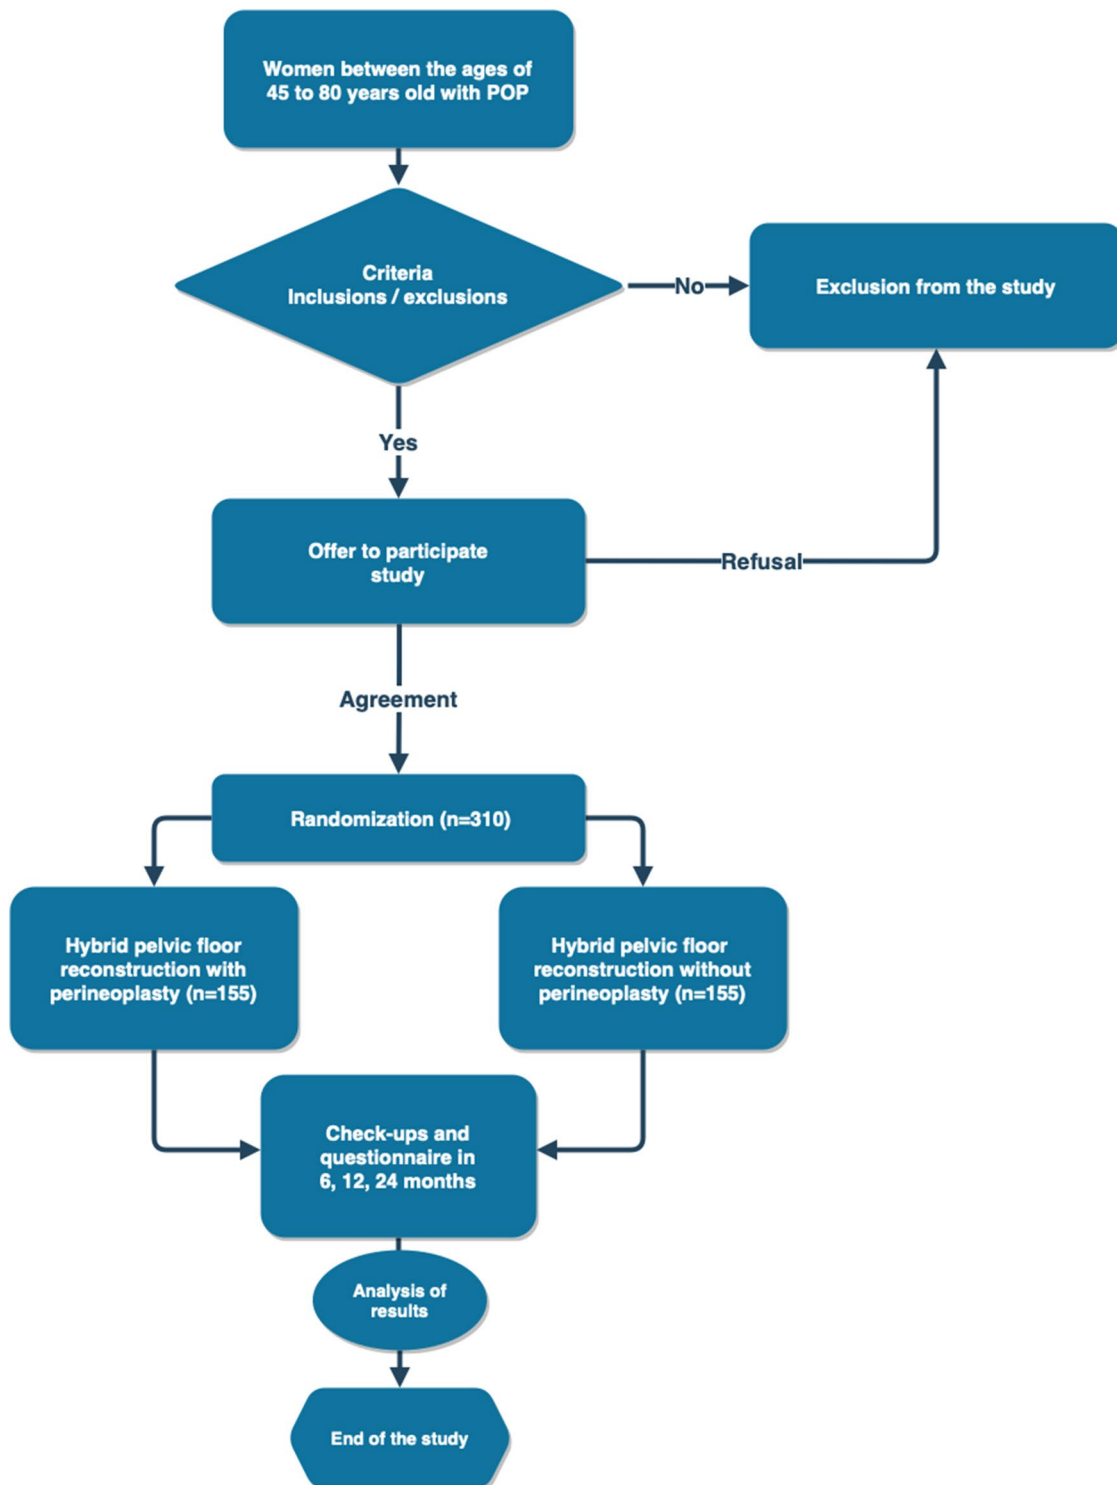 Women between the ages of
45 to 80 years old with POP
Criteria
Inclusions / exclusions
No
Exclusion from the study
Yes
Offer to participate
study
Refusal
Agreement
Randomization (n=310)
Hybrid pelvic floor
reconstruction with
perineoplasty (n=155)
Hybrid pelvic floor
reconstruction without
perineoplasty (n=155)
Check-ups and
questionnaire in
6, 12, 24 months
Analysis of
results
End of the study